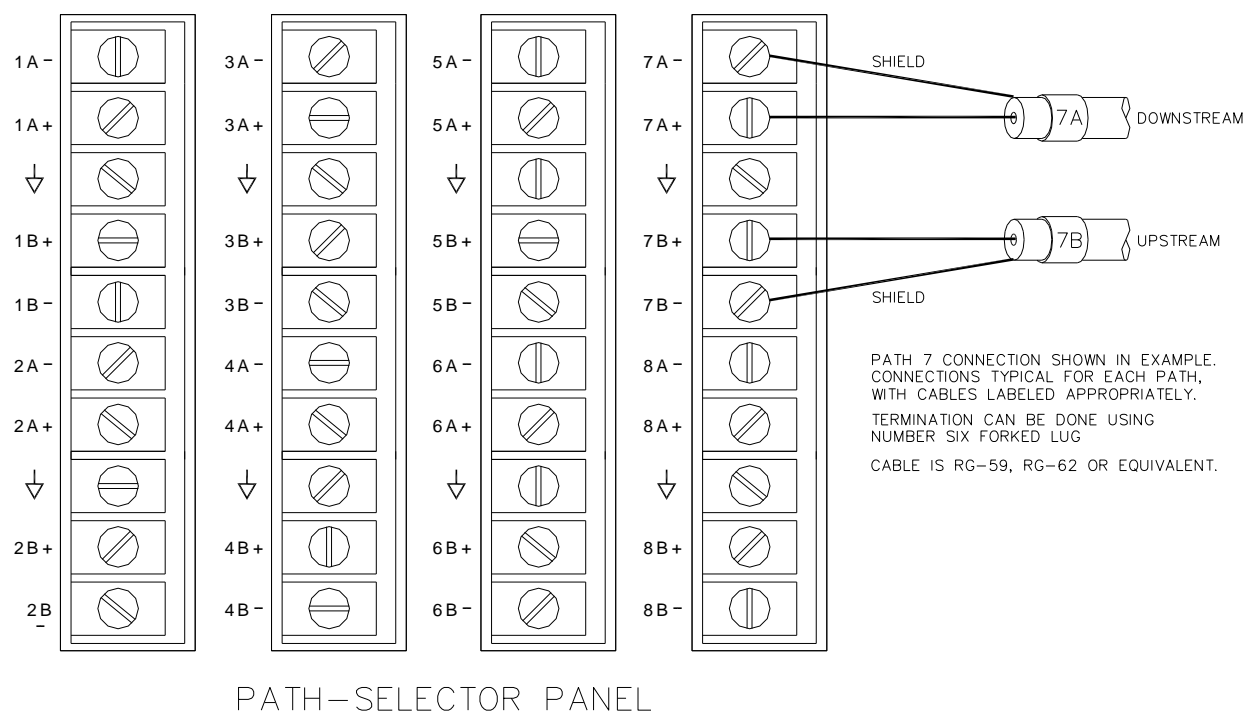 1A- 3A- 5A- 7A- SHIELD
1A+ 3A+ 5A+ 7A+ 7A DOWNSTREAM
1B+ 3B+ 5B+ 7B+ 7B UPSTREAM
1B- 3B- 5B- 7B- SHIELD
2A- 4A- 6A- 8A-
2A+ 4A+ 6A+ 8A+
2B+ 4B+ 6B+ 8B+
2B- 4B- 6B- 8B-
PATH 7 CONNECTION SHOWN IN EXAMPLE.
CONNECTIONS TYPICAL FOR EACH PATH,
WITH CABLES LABELED APPROPRIATELY.
TERMINATION CAN BE DONE USING
NUMBER SIX FORKED LUG
CABLE IS RG-59, RG-62 OR EQUIVALENT.
PATH-SELECTOR PANEL